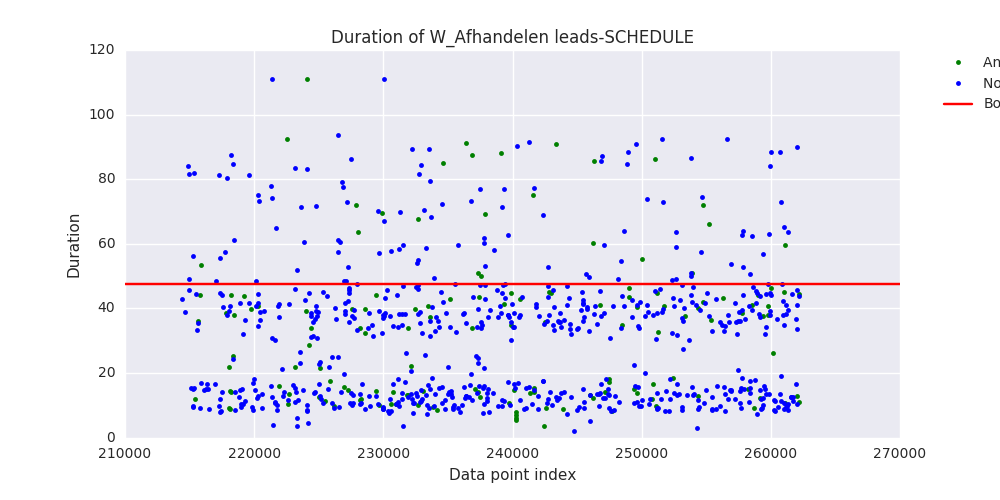 Duration of W_Afhandelen leads-SCHEDULE
120
100
80
60
40
20
0
Duration
210000 220000 230000 240000 250000 260000 270000
Data point index
An
No
Bo